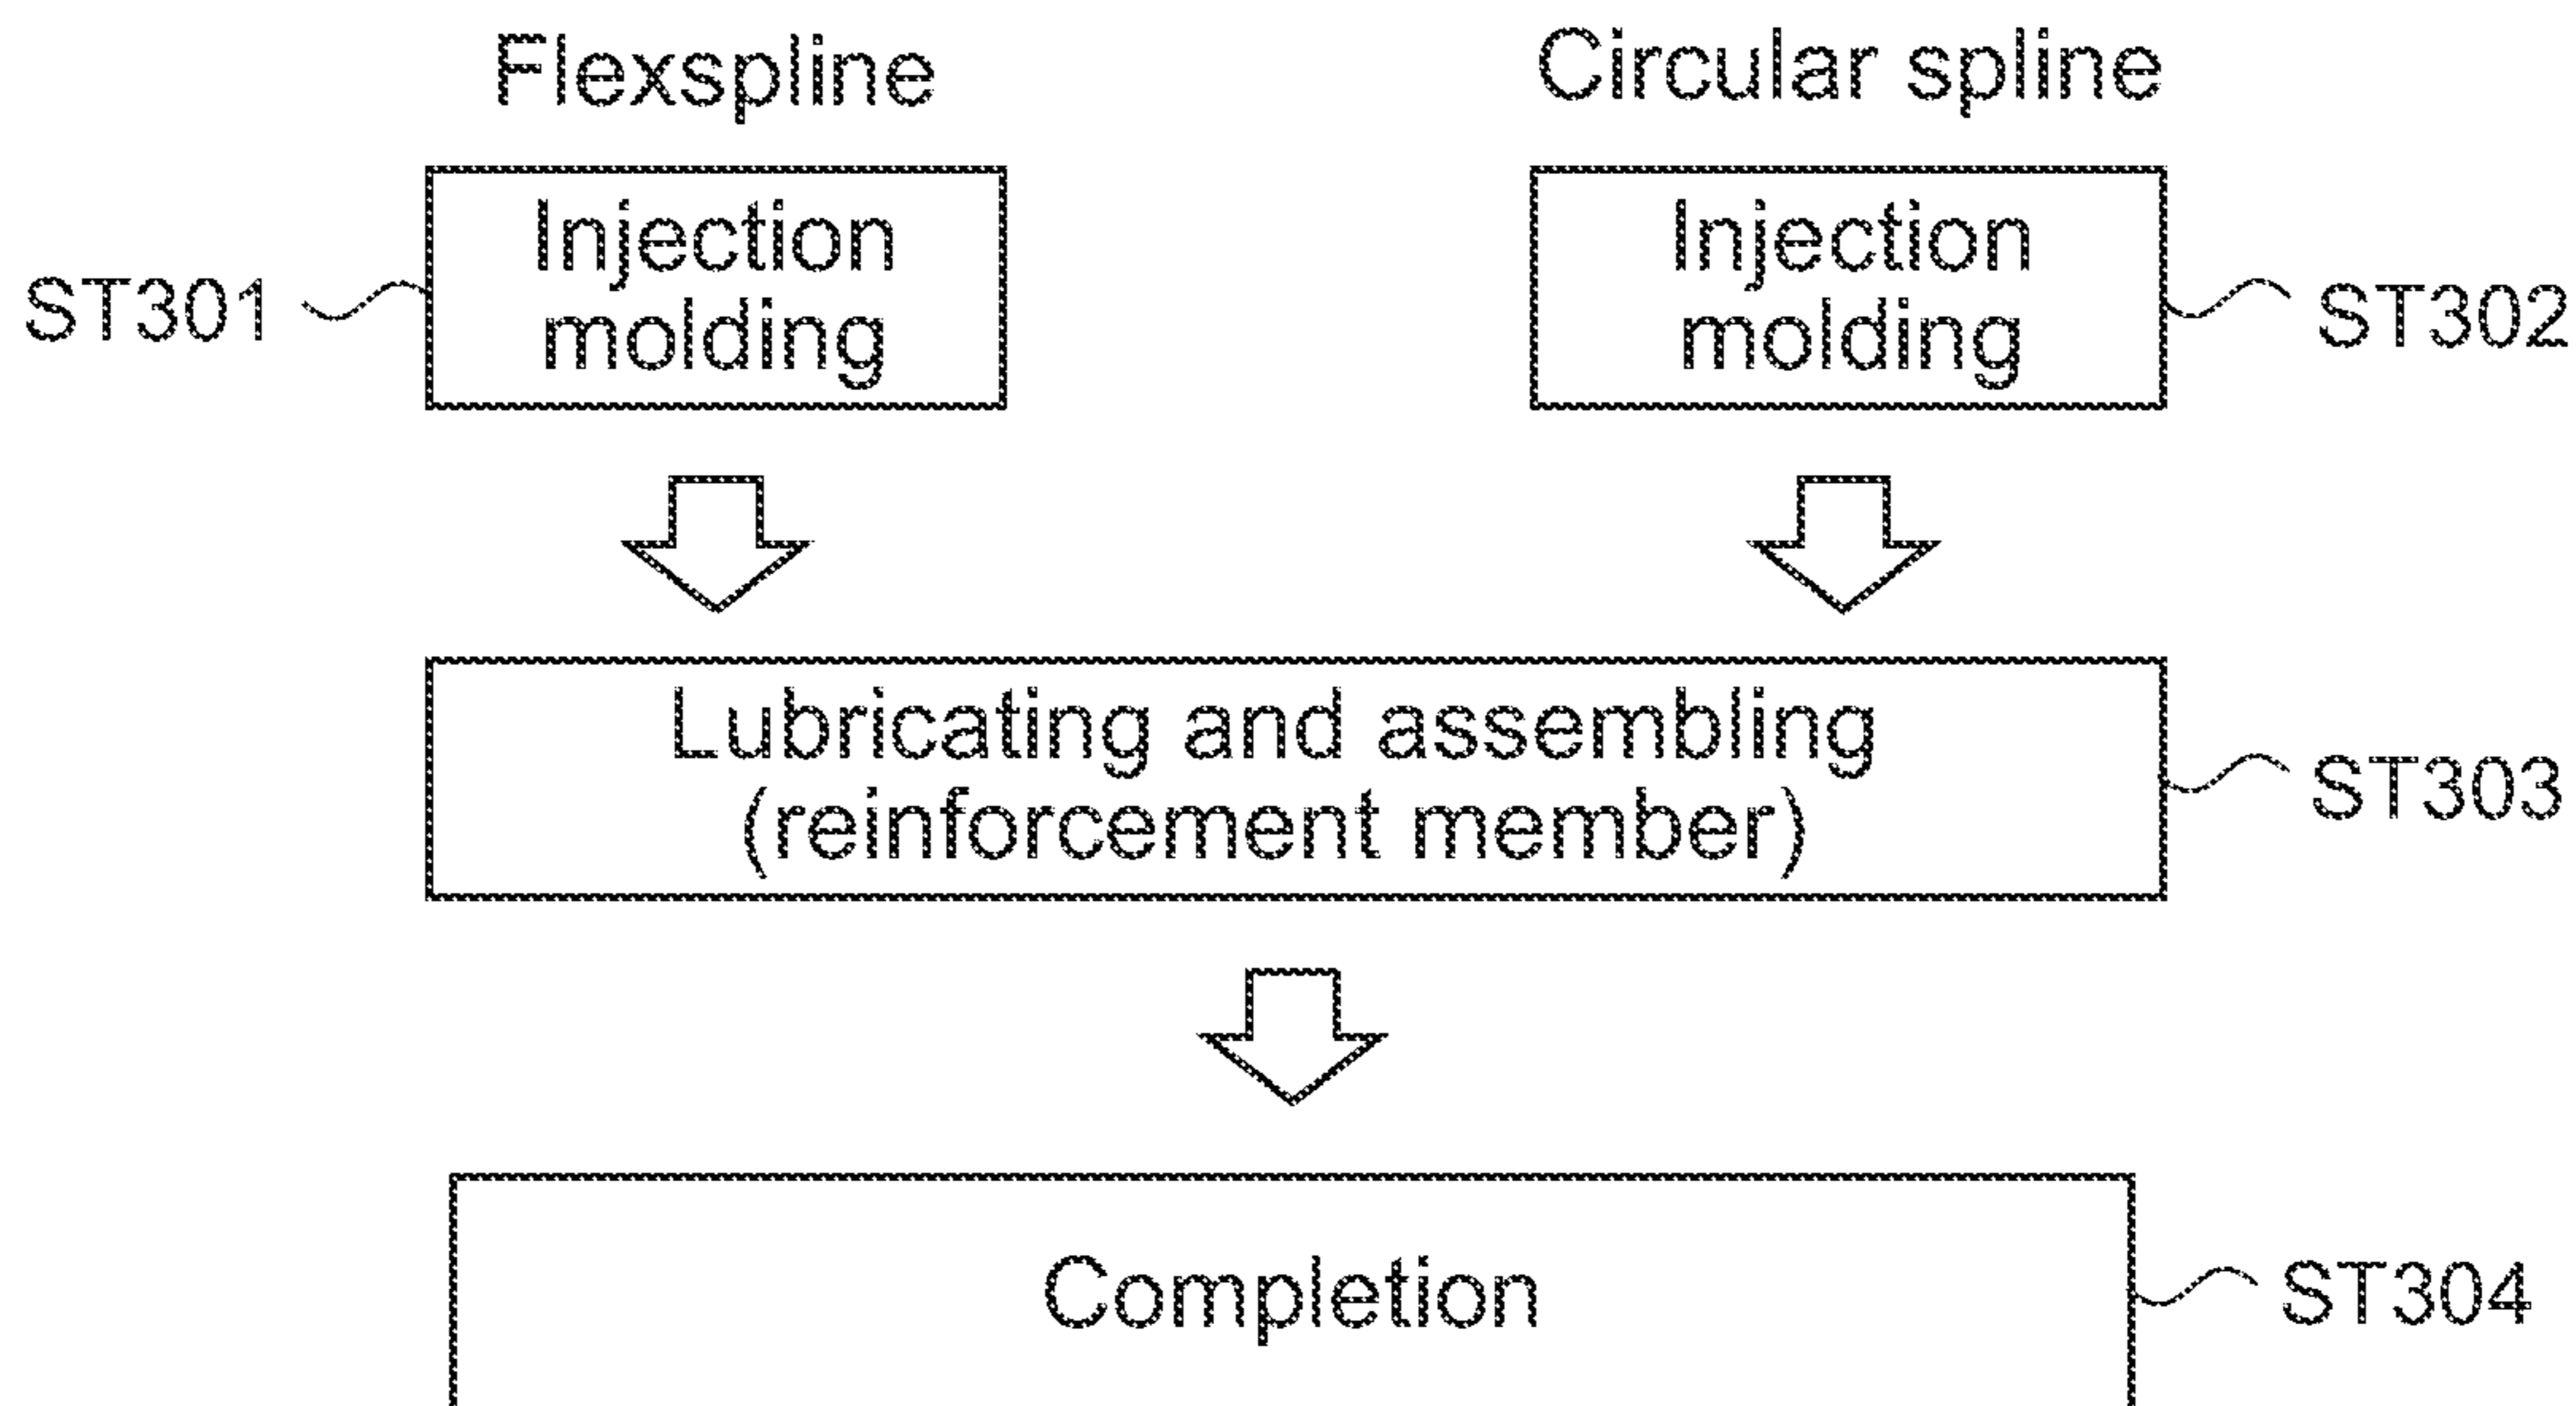 Flexspline
Circular spline
Injection
molding
Injection
molding
ST301
ST302
Lubricating and assembling
(reinforcement member)
ST303
Completion
ST304